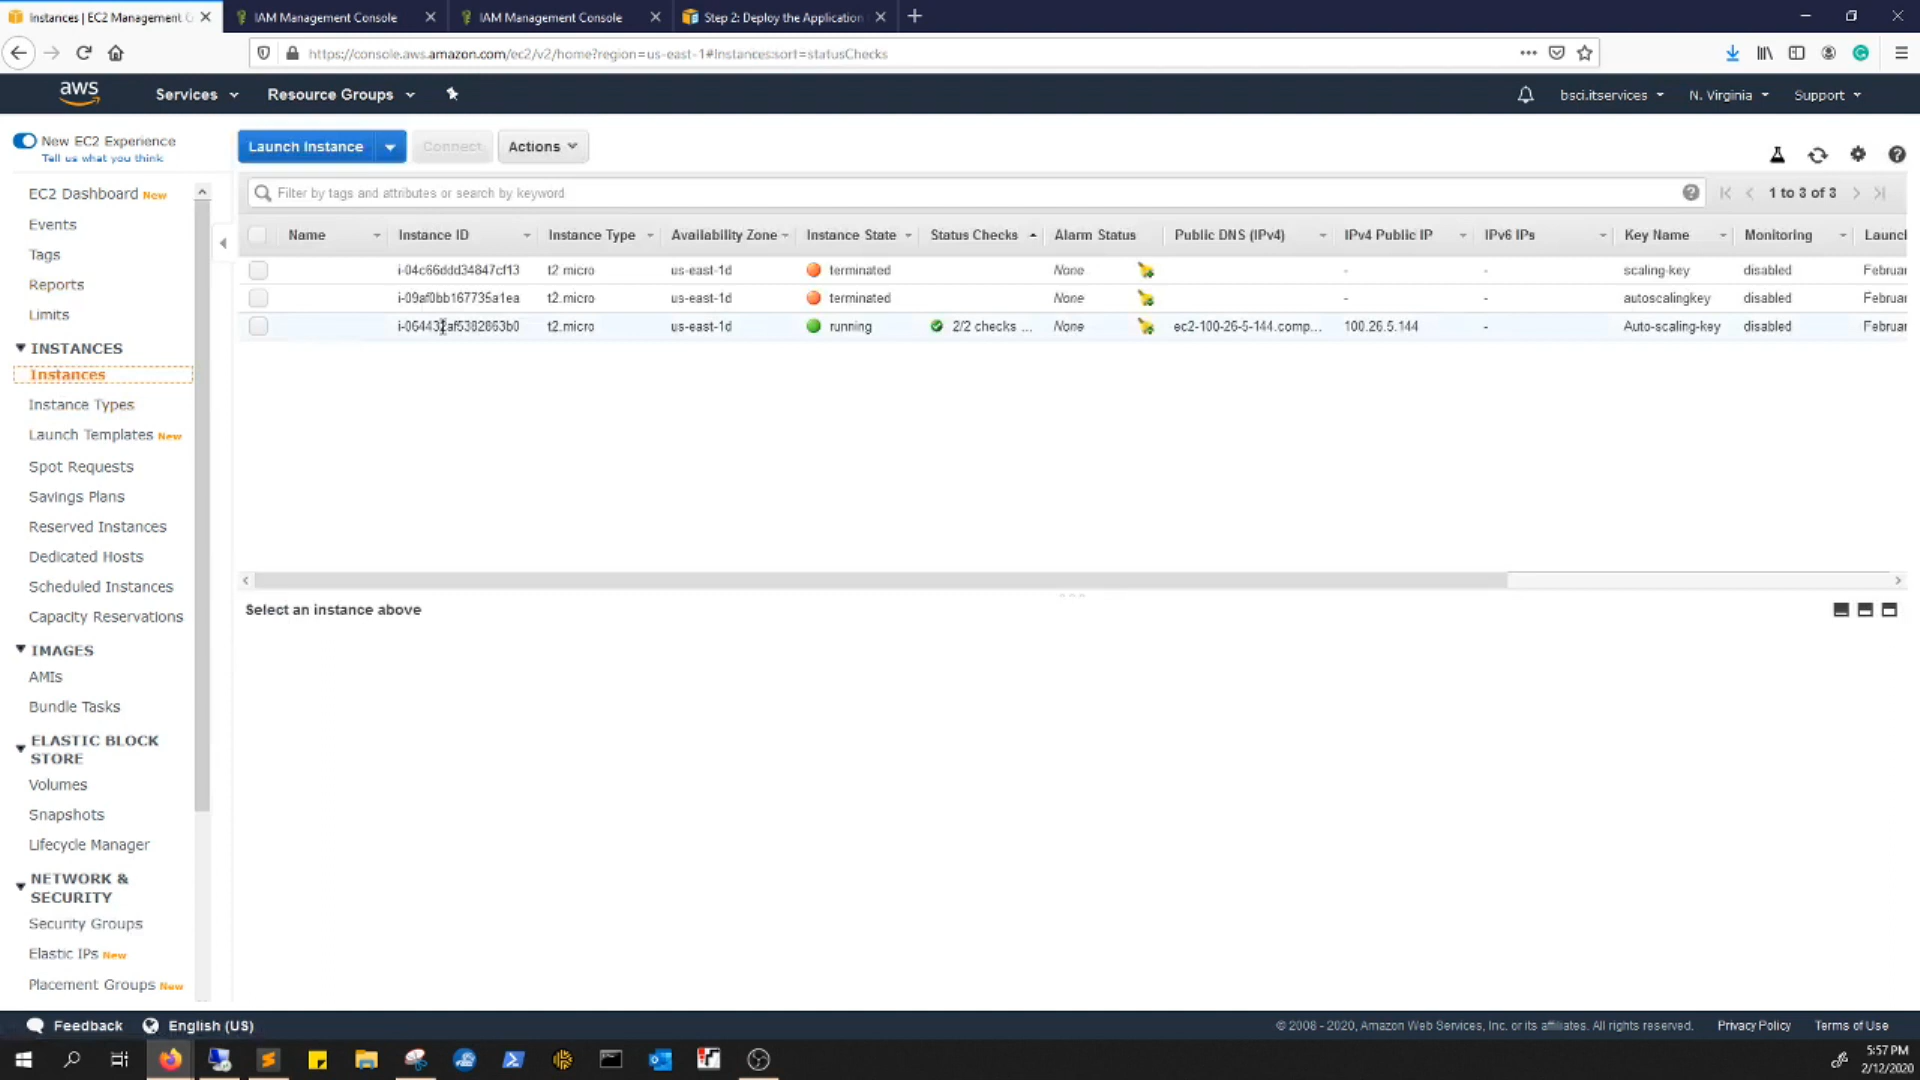 Instances | EC2 Management C
IAM Management Console
IAM Management Console
Step 2: Deploy the Application
https://console.aws.amazon.com/ec2/v2/home?region=us-east-1#Instances:sort=statusChecks
aws
Services
Resource Groups
bsci.itservices
N. Virginia
Support
New EC2 Experience
Tell us what you think
Launch Instance
Connect
Actions
EC2 Dashboard New
Events
Tags
Reports
Limits
INSTANCES
Instances
Instance Types
Launch Templates New
Spot Requests
Savings Plans
Reserved Instances
Dedicated Hosts
Scheduled Instances
Capacity Reservations
IMAGES
AMIs
Bundle Tasks
ELASTIC BLOCK
STORE
Volumes
Snapshots
Lifecycle Manager
NETWORK &
SECURITY
Security Groups
Elastic IPs New
Placement Groups New
Filter by tags and attributes or search by keyword
1 to 3 of 3
Name Instance ID Instance Type Availability Zone Instance State Status Checks Alarm Status Public DNS (IPv4) IPv4 Public IP IPv6 IPs Key Name Monitoring Launch
i-04c66ddd34847cf13 t2.micro us-east-1d terminated None - - scaling-key disabled Februar
i-09af0bb167735a1ea t2.micro us-east-1d terminated None - - autoscalingkey disabled Februar
t2.micro us-east-1d running 2/2 checks ... None ec2-100-26-5-144.comp... 100.26.5.144 - Auto-scaling-key disabled Februar
Select an instance above
Feedback
English (US)
© 2008 - 2020, Amazon Web Services, Inc. or its affiliates. All rights reserved.
Privacy Policy
Terms of Use
5:57 PM
2/12/2020